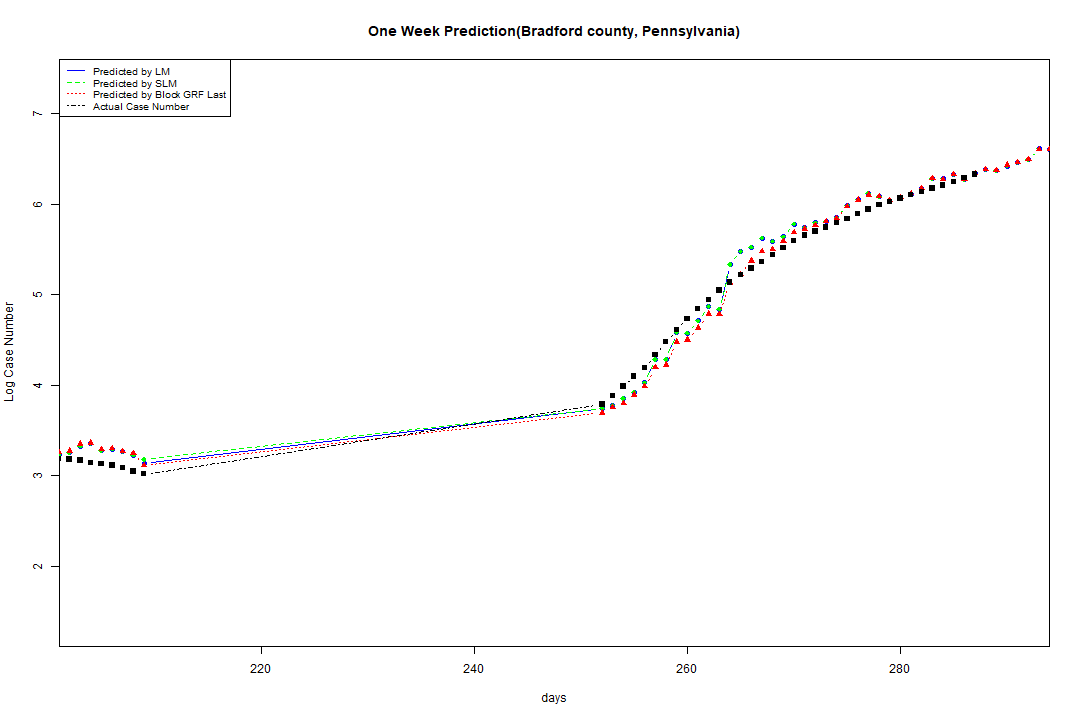 One Week Prediction(Bradford county, Pennsylvania)
Predicted by LM
Predicted by SLM
Predicted by Block GRF Last
Actual Case Number
7
6
5
4
3
2
Log Case Number
220
240
260
280
days